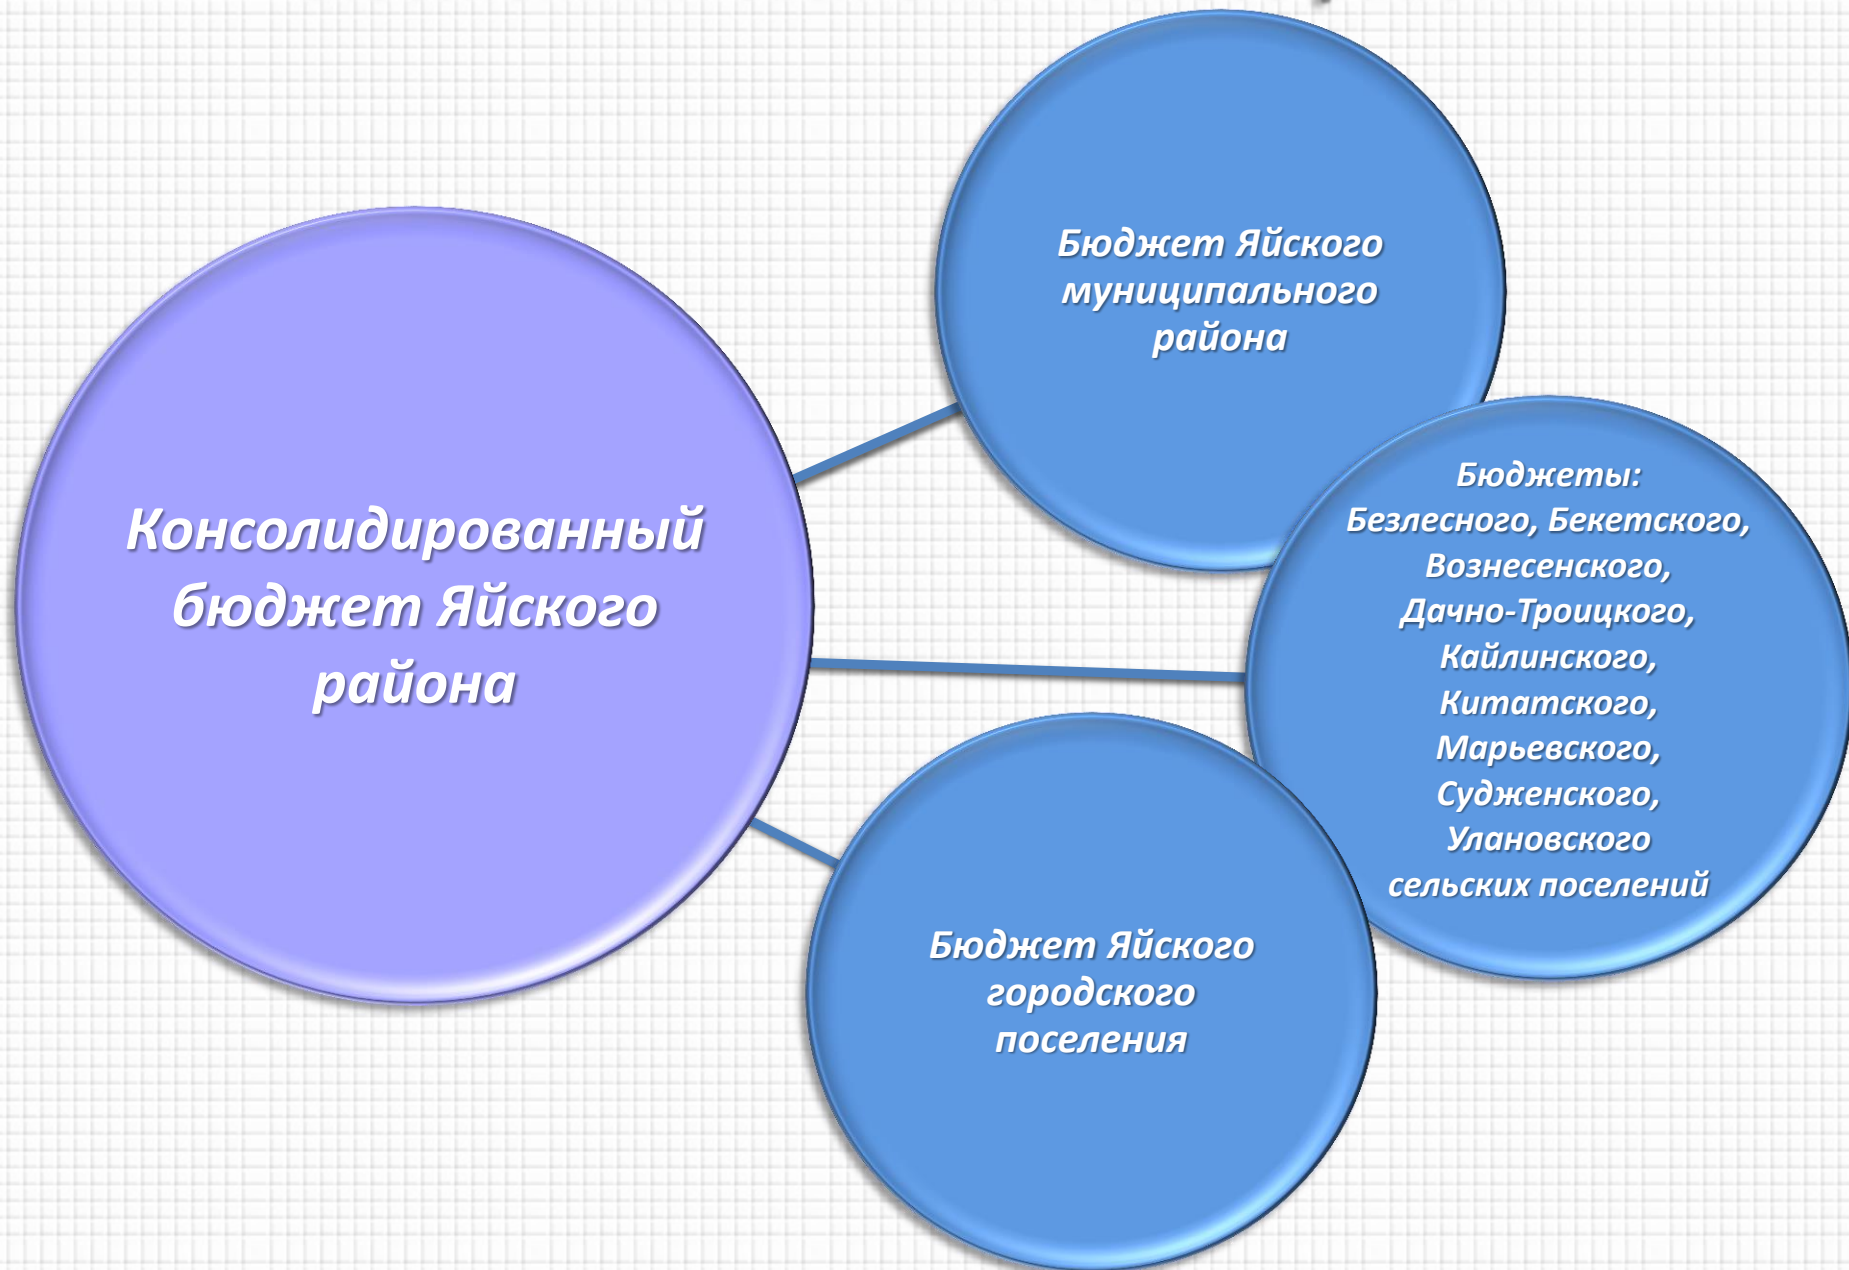 Консолидированный
бюджет Яйского
района
Бюджет Яйского
муниципального
района
Бюджеты:
Безлесного, Бекетского,
Вознесенского,
Дачно-Троицкого,
Кайлинского,
Китатского,
Марьевского,
Судженского,
Улановского
сельских поселений
Бюджет Яйского
городского
поселения